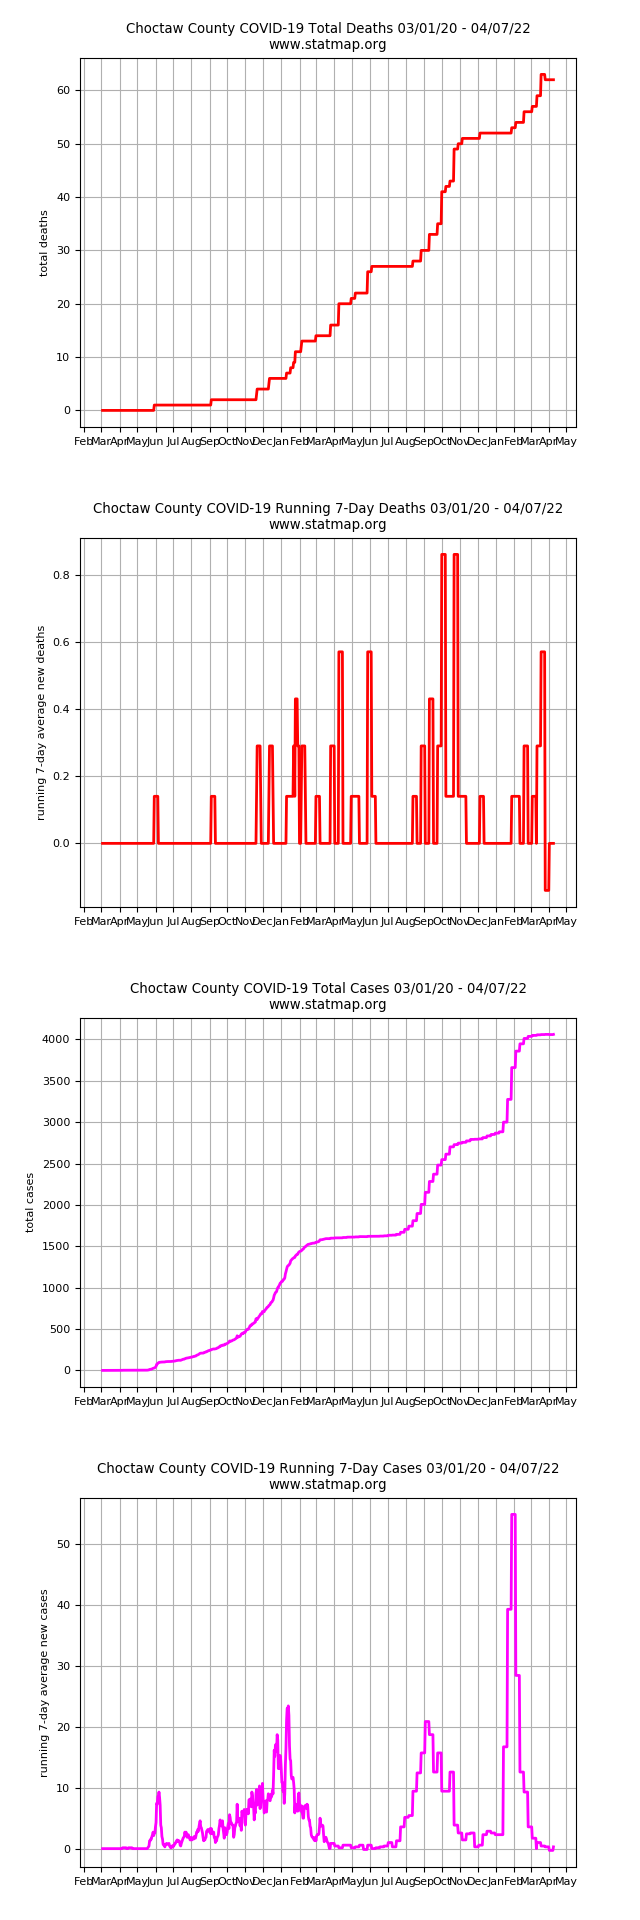 Choctaw County COVID-19 Total Deaths 03/01/20 - 04/07/22
www.statmap.org
60
50
40
30
20
10
0
total deaths
Feb Mar Apr May Jun Jul Aug Sep Oct Nov Dec Jan Feb Mar Apr May Jun Jul Aug Sep Oct Nov Dec Jan Feb Mar Apr May
Choctaw County COVID-19 Running 7-Day Deaths 03/01/20 - 04/07/22
www.statmap.org
0.8
0.6
0.4
0.2
0.0
running 7-day average new deaths
Feb Mar Apr May Jun Jul Aug Sep Oct Nov Dec Jan Feb Mar Apr May Jun Jul Aug Sep Oct Nov Dec Jan Feb Mar Apr May
Choctaw County COVID-19 Total Cases 03/01/20 - 04/07/22
www.statmap.org
4000
3500
3000
2500
2000
1500
1000
500
0
total cases
Feb Mar Apr May Jun Jul Aug Sep Oct Nov Dec Jan Feb Mar Apr May Jun Jul Aug Sep Oct Nov Dec Jan Feb Mar Apr May
Choctaw County COVID-19 Running 7-Day Cases 03/01/20 - 04/07/22
www.statmap.org
50
40
30
20
10
0
running 7-day average new cases
Feb Mar Apr May Jun Jul Aug Sep Oct Nov Dec Jan Feb Mar Apr May Jun Jul Aug Sep Oct Nov Dec Jan Feb Mar Apr May